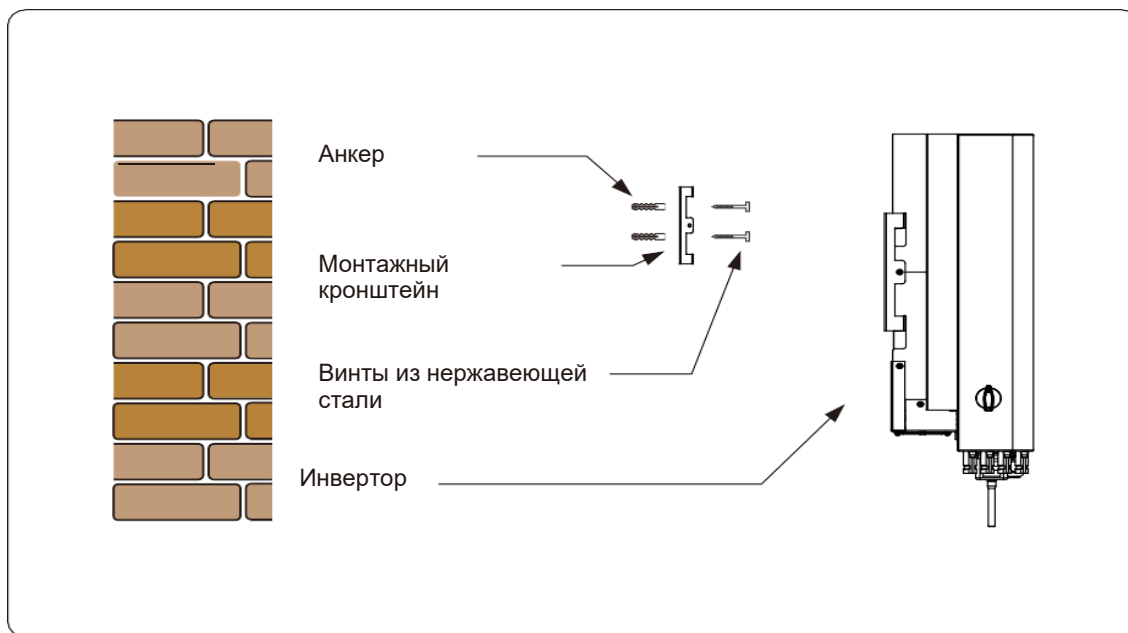 Анкер
Монтажный
кронштейн
Винты из нержавеющей
стали
Инвертор